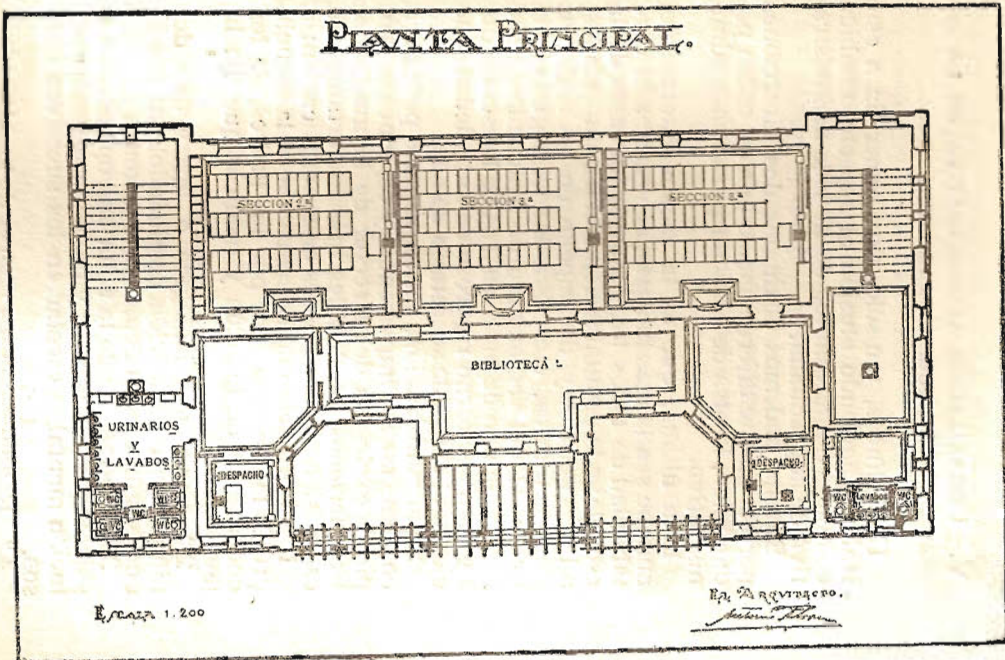 PLANTA PRINCIPAL.
SECCION 2.ª
SECCION 3.ª
SECCION
BIBLIOTECA
URINARIOS
Y
LAVABOS
DESPACHO
DESPACHO
WC
WC
WC
WC
WC
WC
LAVABOS
WC
ESCALA 1:200
EL ARQUITECTO.